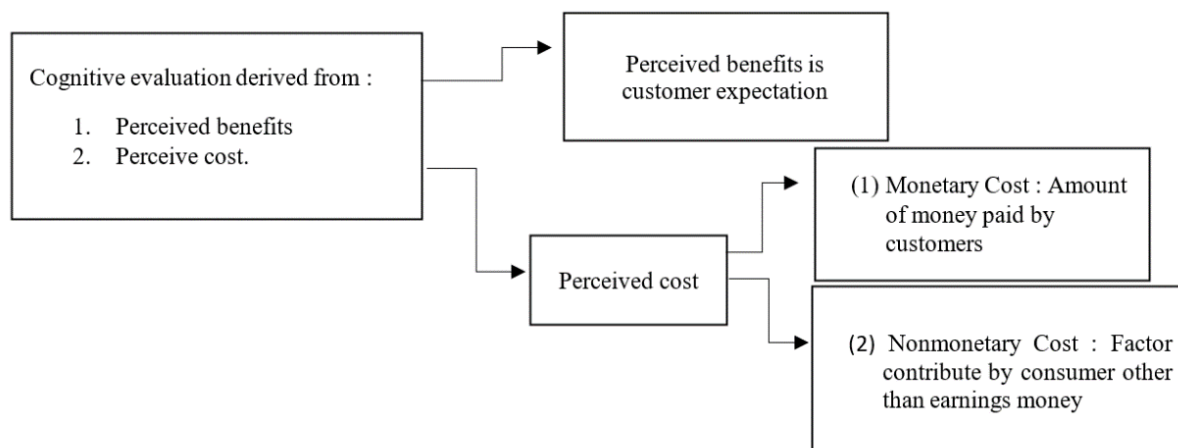 Cognitive evaluation derived from :
1. Perceived benefits
2. Perceive cost.
Perceived benefits is
customer expectation
Perceived cost
(1) Monetary Cost : Amount
of money paid by
customers
(2) Nonmonetary Cost : Factor
contribute by consumer other
than earnings money